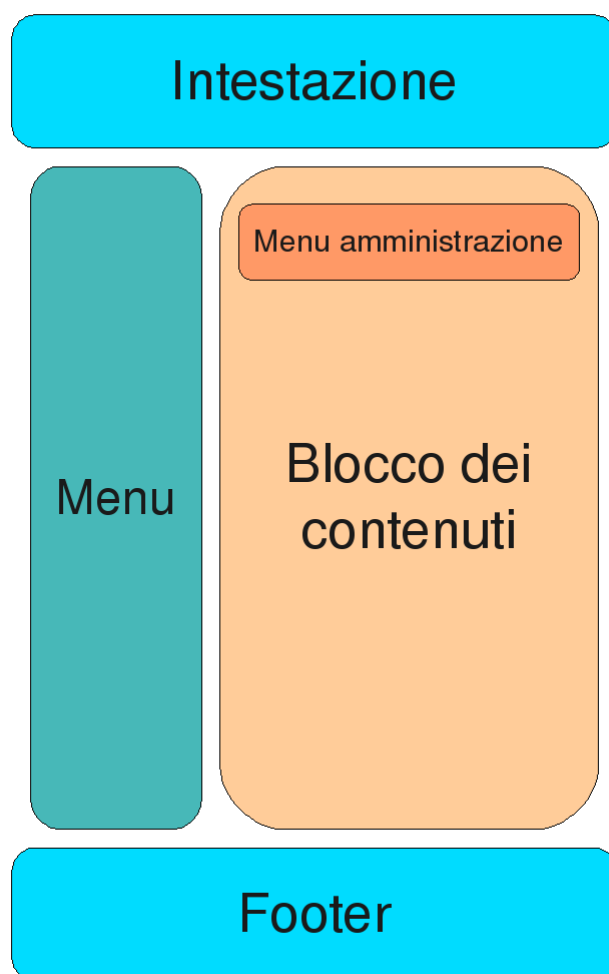 Intestazione
Menu amministrazione
Menu
Blocco dei
contenuti
Footer